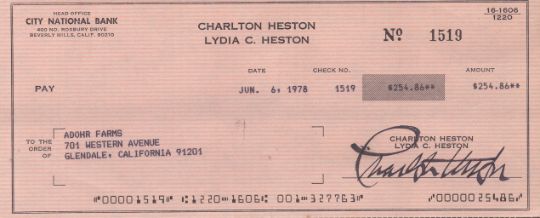 HEAD OFFICE
CITY NATIONAL BANK
400 NO. ROXBURY DRIVE
BEVERLY HILLS, CALIF. 90210
CHARLTON HESTON
LYDIA C. HESTON
Nº 1519
16-1606
1220
DATE CHECK NO. AMOUNT
PAY JUN. 6, 1978 1519 $254.86** $254.86**
TO THE
ORDER
OF
ADOHR FARMS
701 WESTERN AVENUE
GLENDALE, CALIFORNIA 91201
CHARLTON HESTON
LYDIA C. HESTON
Charlton Heston
⑈00001519⑈ ⑆1220⑉1606⑆ 001⑉327763⑈ ⑈0000025486⑈